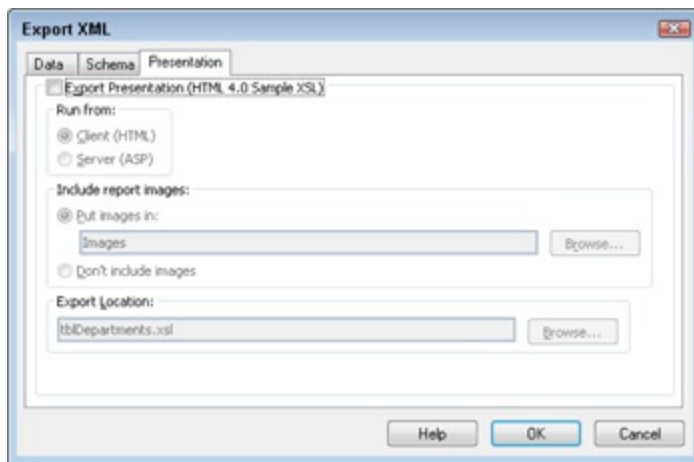 Export XML
Data Schema Presentation
Export Presentation (HTML 4.0 Sample XSL)
Run from:
Client (HTML)
Server (ASP)
Include report images:
Put images in:
Images Browse...
Don't include images
Export Location:
tblDepartments.xsl Browse...
Help OK Cancel